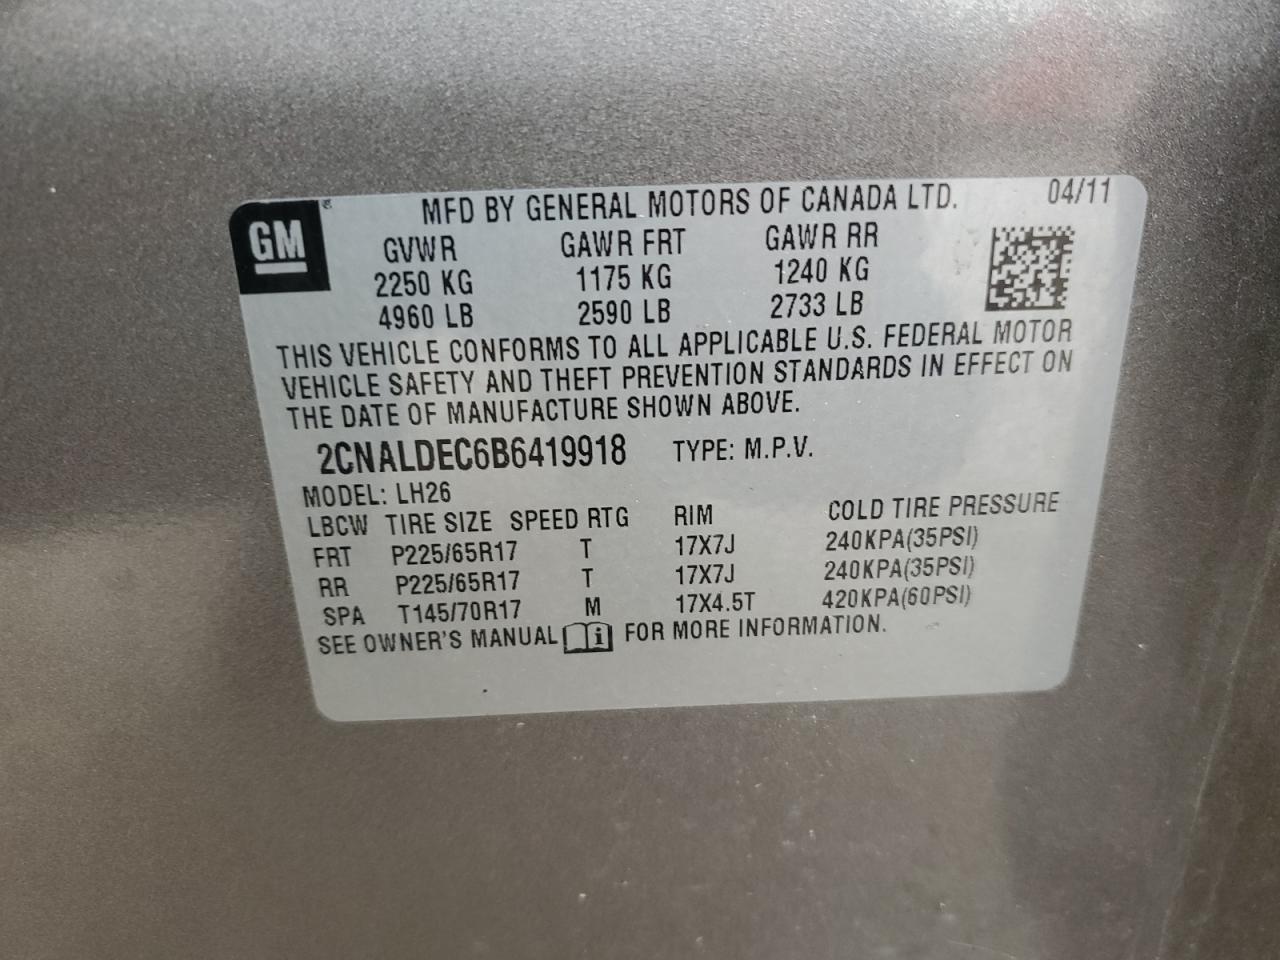 GM ® MFD BY GENERAL MOTORS OF CANADA LTD. 04/11
GVWR GAWR FRT GAWR RR
2250 KG 1175 KG 1240 KG
4960 LB 2590 LB 2733 LB
THIS VEHICLE CONFORMS TO ALL APPLICABLE U.S. FEDERAL MOTOR
VEHICLE SAFETY AND THEFT PREVENTION STANDARDS IN EFFECT ON
THE DATE OF MANUFACTURE SHOWN ABOVE.
2CNALDEC6B6419918 TYPE: M.P.V.
MODEL: LH26
LBCW TIRE SIZE SPEED RTG RIM COLD TIRE PRESSURE
FRT P225/65R17 T 17X7J 240KPA(35PSI)
RR P225/65R17 T 17X7J 240KPA(35PSI)
SPA T145/70R17 M 17X4.5T 420KPA(60PSI)
SEE OWNER'S MANUAL i FOR MORE INFORMATION.